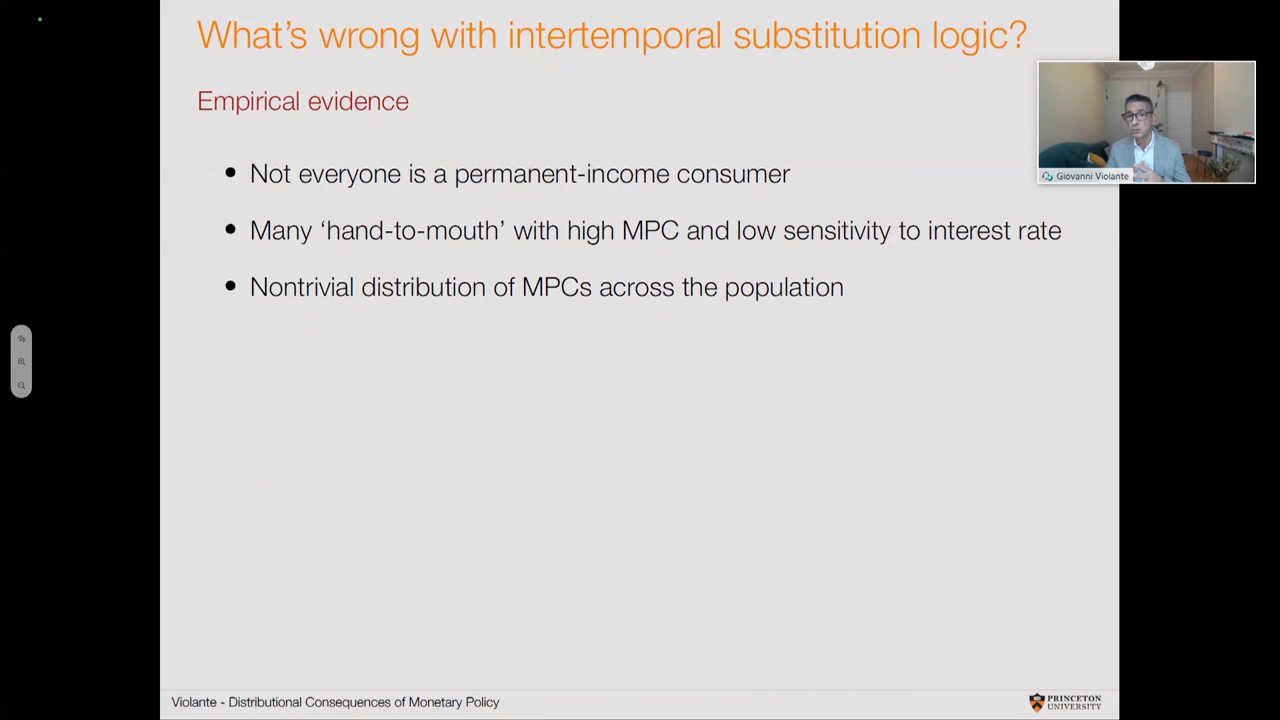 What's wrong with intertemporal substitution logic?
Empirical evidence
• Not everyone is a permanent-income consumer
• Many ‘hand-to-mouth’ with high MPC and low sensitivity to interest rate
• Nontrivial distribution of MPCs across the population
Giovanni Violante
Violante - Distributional Consequences of Monetary Policy
PRINCETON
UNIVERSITY